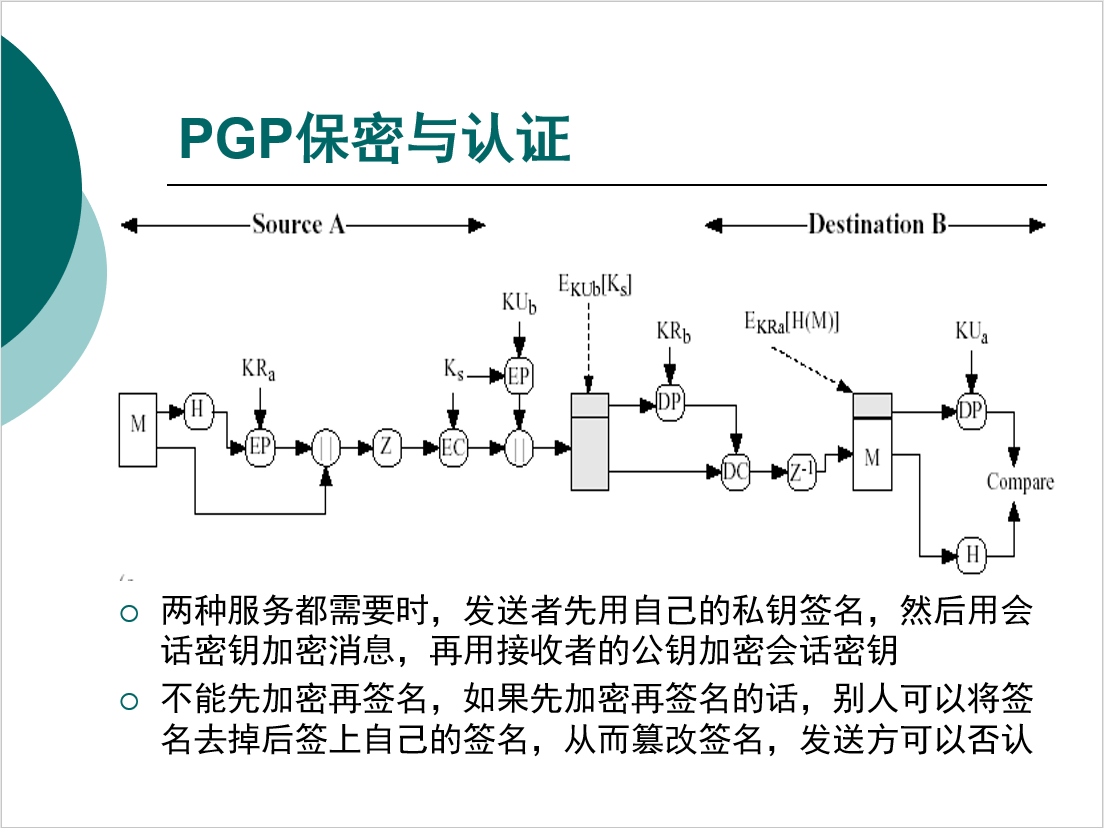 PGP保密与认证
Source A
Destination B
E_KUb[K_s]
KU_b
KR_b
E_KRa[H(M)]
KU_a
KR_a
K_s
EP
M
H
EP
||
Z
EC
||
DP
DC
Z^-1
M
DP
Compare
H
两种服务都需要时，发送者先用自己的私钥签名，然后用会
话密钥加密消息，再用接收者的公钥加密会话密钥
不能先加密再签名，如果先加密再签名的话，别人可以将签
名去掉后签上自己的签名，从而篡改签名，发送方可以否认